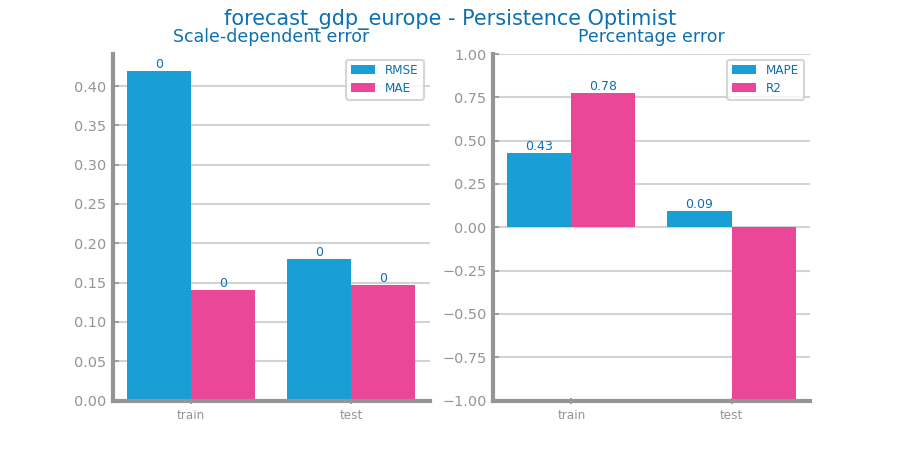 forecast_gdp_europe - Persistence Optimist
Scale-dependent error
Percentage error
RMSE
MAE
0
0
0
0
0.40
0.35
0.30
0.25
0.20
0.15
0.10
0.05
0.00
train
test
MAPE
R2
0.43
0.78
0.09
1.00
0.75
0.50
0.25
0.00
−0.25
−0.50
−0.75
−1.00
train
test